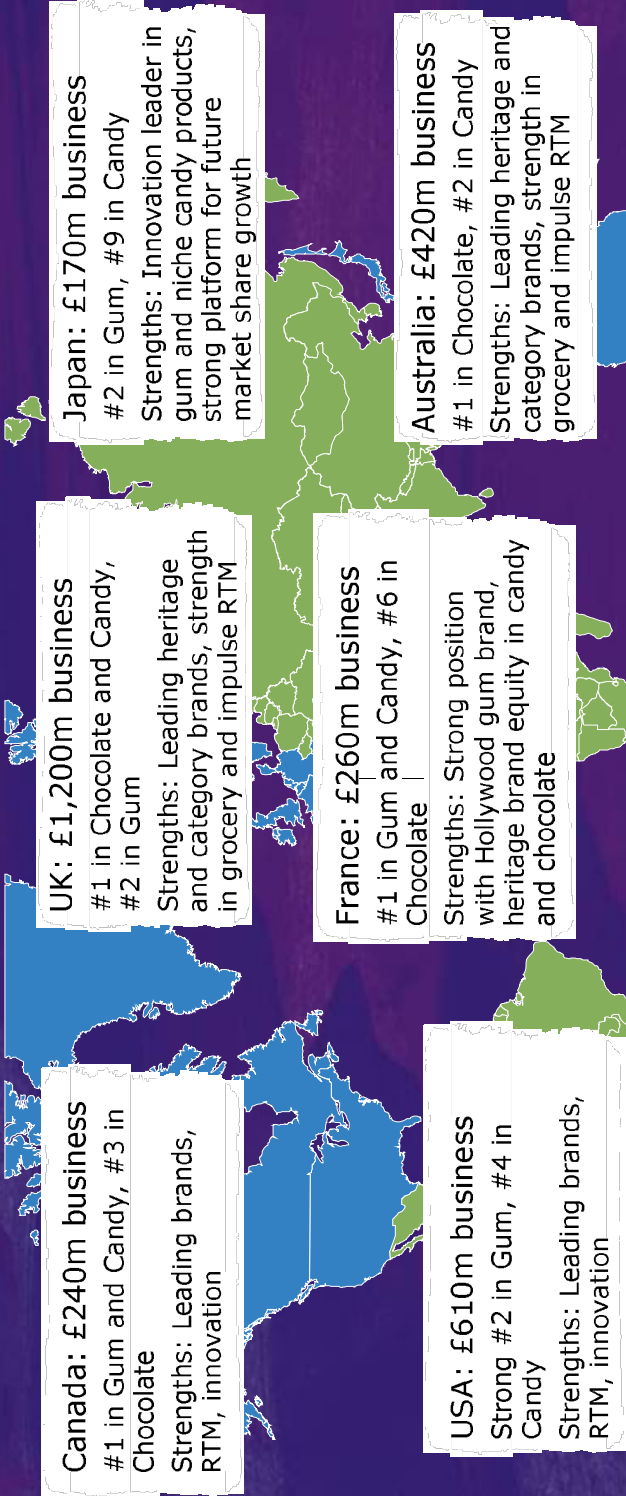 Canada: £240m business
#1 in Gum and Candy, #3 in
Chocolate
Strengths: Leading brands,
RTM, innovation
UK: £1,200m business
#1 in Chocolate and Candy,
#2 in Gum
Strengths: Leading heritage
and category brands, strength
in grocery and impulse RTM
Japan: £170m business
#2 in Gum, #9 in Candy
Strengths: Innovation leader in
gum and niche candy products,
strong platform for future
market share growth
USA: £610m business
Strong #2 in Gum, #4 in
Candy
Strengths: Leading brands,
RTM, innovation
France: £260m business
#1 in Gum and Candy, #6 in
Chocolate
Strengths: Strong position
with Hollywood gum brand,
heritage brand equity in candy
and chocolate
Australia: £420m business
#1 in Chocolate, #2 in Candy
Strengths: Leading heritage and
category brands, strength in
grocery and impulse RTM